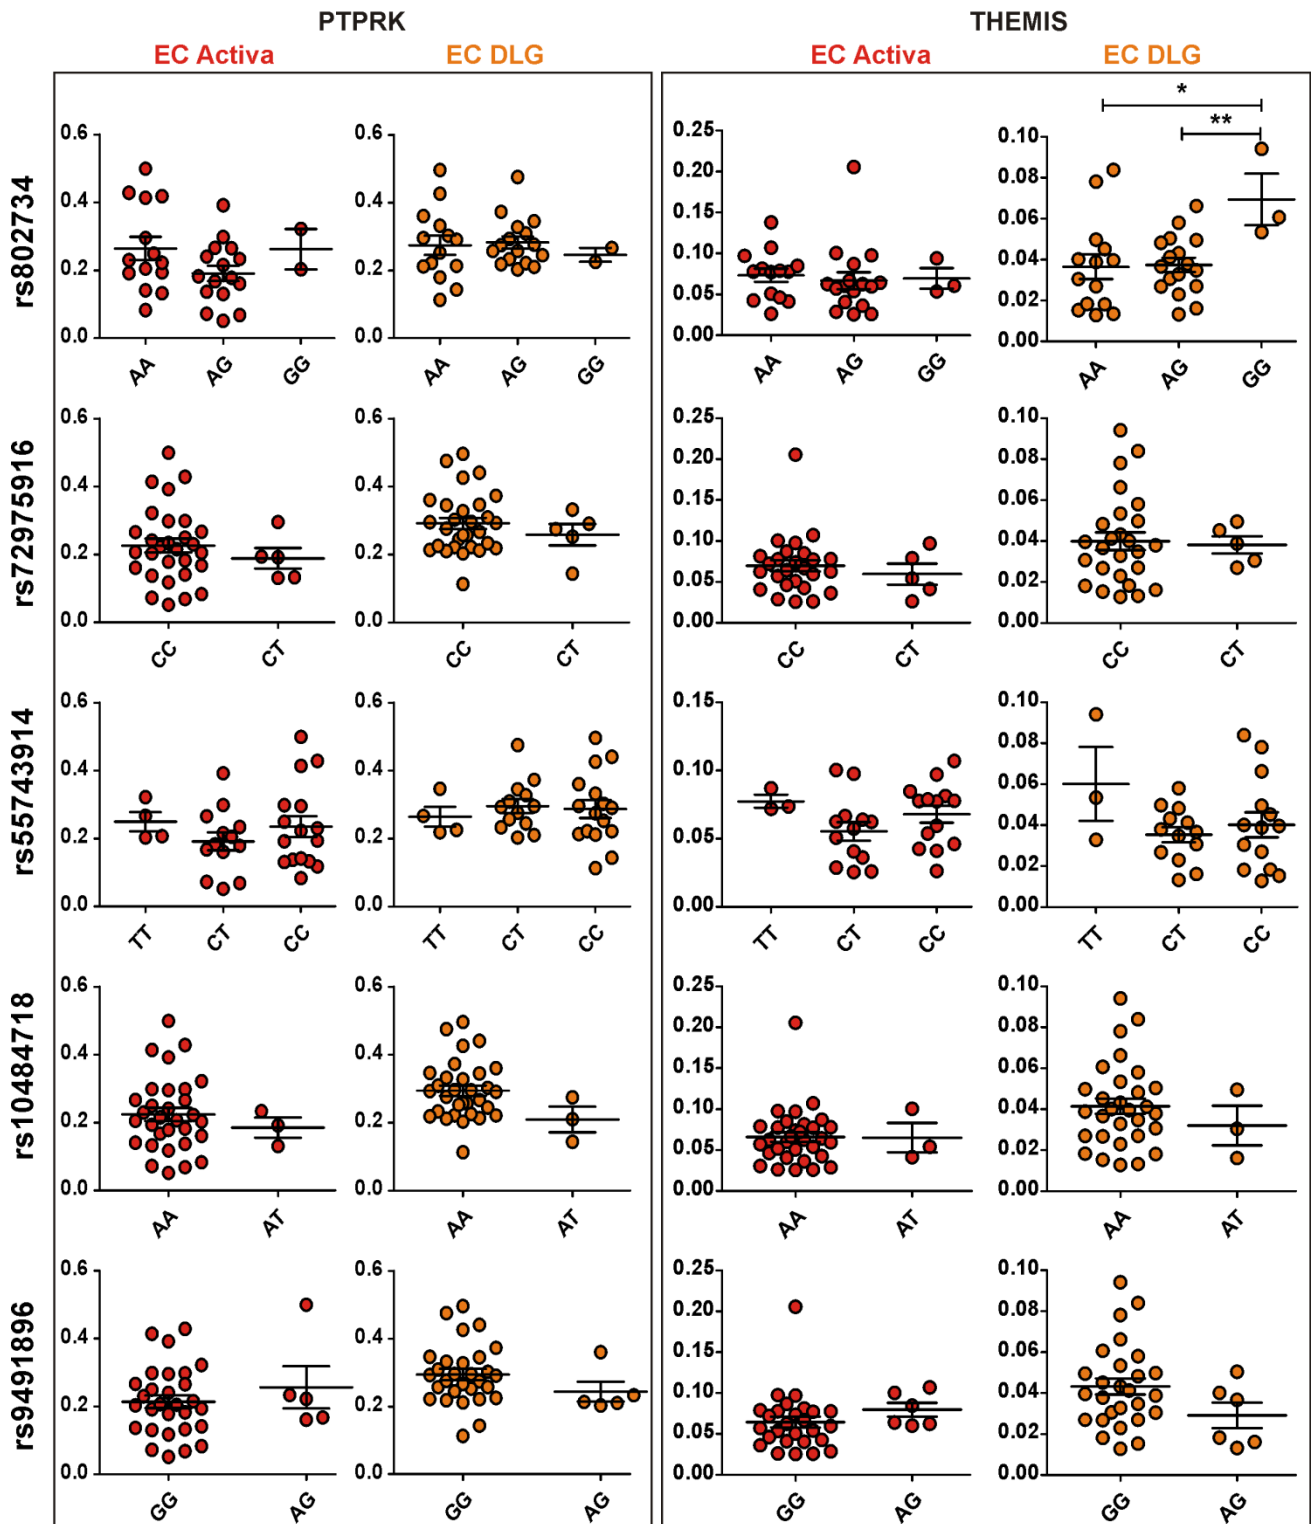 PTPRK THEMIS
EC Activa EC DLG EC Activa EC DLG
rs802734
0.6 0.4 0.2 0.0
AA AG GG
0.6 0.4 0.2 0.0
AA AG GG
0.25 0.20 0.15 0.10 0.05 0.00
AA AG GG
* **
0.10 0.08 0.06 0.04 0.02 0.00
AA AG GG
rs72975916
0.6 0.4 0.2 0.0
CC CT
0.6 0.4 0.2 0.0
CC CT
0.25 0.20 0.15 0.10 0.05 0.00
CC CT
0.10 0.08 0.06 0.04 0.02 0.00
CC CT
rs55743914
0.6 0.4 0.2 0.0
TT CT CC
0.6 0.4 0.2 0.0
TT CT CC
0.15 0.10 0.05 0.00
TT CT CC
0.10 0.08 0.06 0.04 0.02 0.00
TT CT CC
rs10484718
0.6 0.4 0.2 0.0
AA AT
0.6 0.4 0.2 0.0
AA AT
0.25 0.20 0.15 0.10 0.05 0.00
AA AT
0.10 0.08 0.06 0.04 0.02 0.00
AA AT
rs9491896
0.6 0.4 0.2 0.0
GG AG
0.6 0.4 0.2 0.0
GG AG
0.25 0.20 0.15 0.10 0.05 0.00
GG AG
0.10 0.08 0.06 0.04 0.02 0.00
GG AG